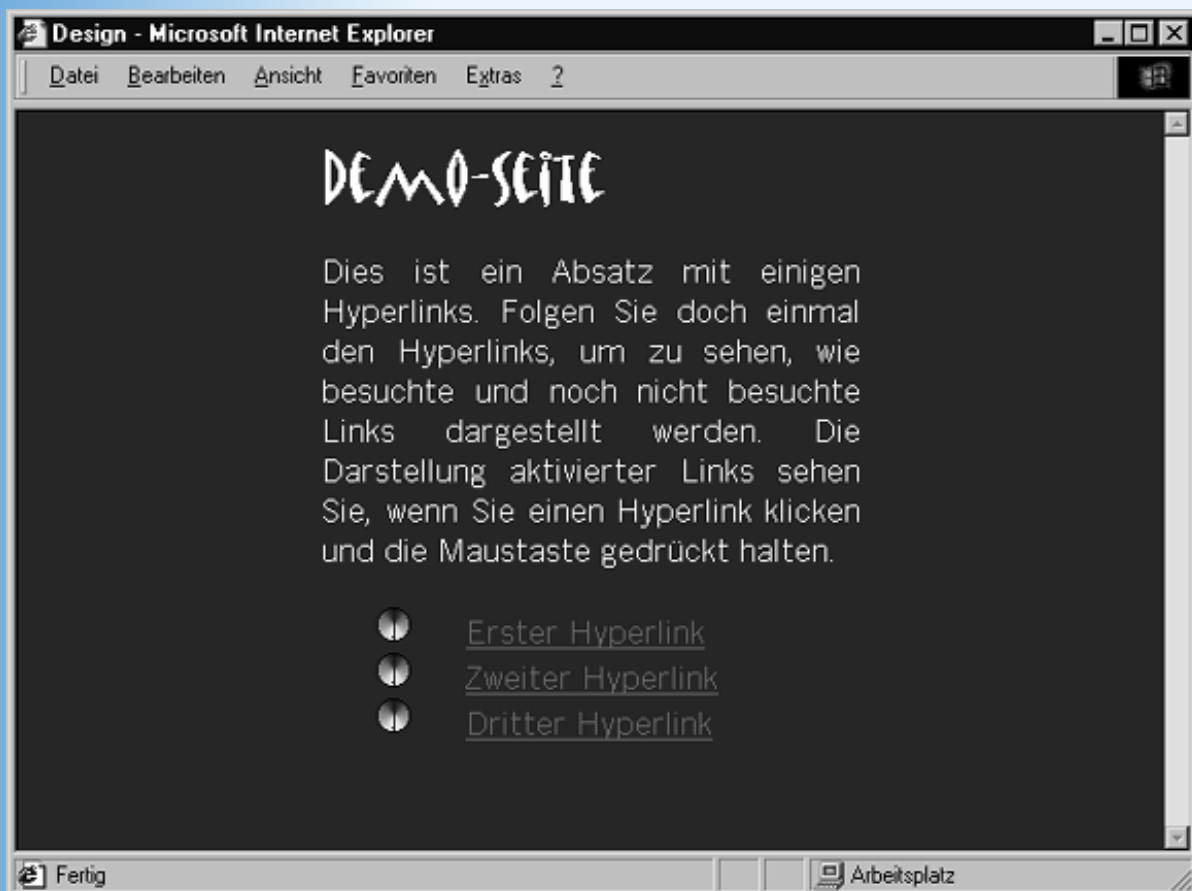 Design - Microsoft Internet Explorer
Datei Bearbeiten Ansicht Favoriten Extras ?
DEMO-SEITE
Dies ist ein Absatz mit einigen
Hyperlinks. Folgen Sie doch einmal
den Hyperlinks, um zu sehen, wie
besuchte und noch nicht besuchte
Links dargestellt werden. Die
Darstellung aktivierter Links sehen
Sie, wenn Sie einen Hyperlink klicken
und die Maustaste gedrückt halten.
Erster Hyperlink
Zweiter Hyperlink
Dritter Hyperlink
Fertig Arbeitsplatz